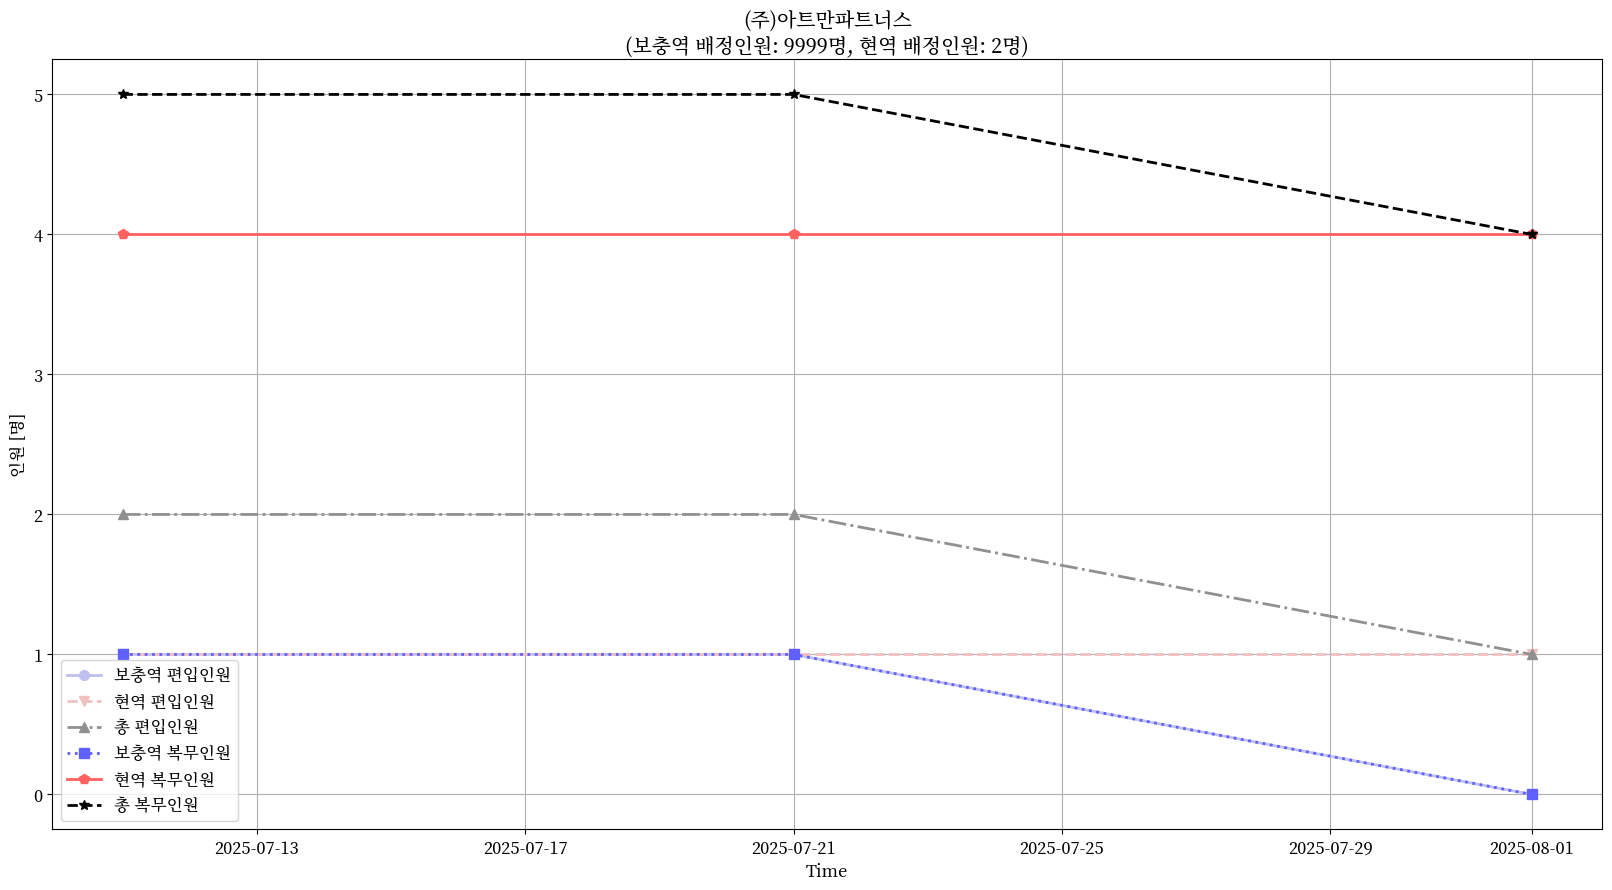 (주)아트만파트너스
(보충역 배정인원: 9999명, 현역 배정인원: 2명)
인원 [명]
5
4
3
2
1
0
보충역 편입인원
현역 편입인원
총 편입인원
보충역 복무인원
현역 복무인원
총 복무인원
2025-07-13 2025-07-17 2025-07-21 2025-07-25 2025-07-29 2025-08-01
Time